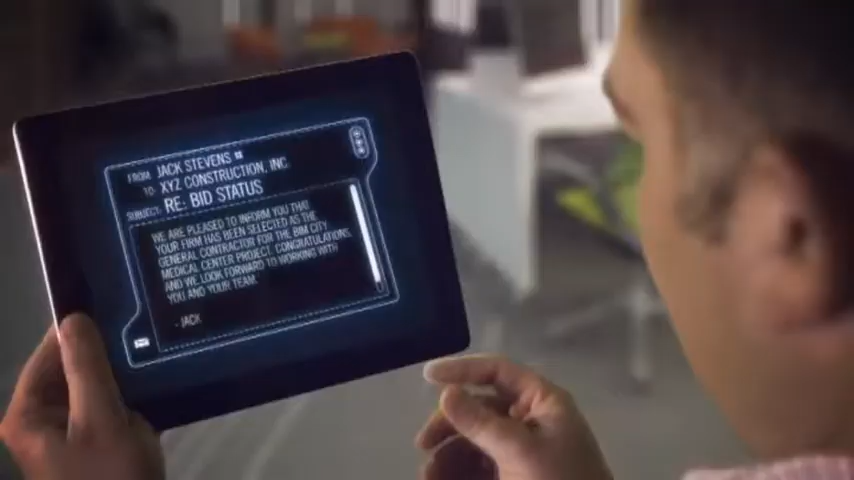 FROM: JACK STEVENS
TO: XYZ CONSTRUCTION, INC.
SUBJECT: RE: BID STATUS
WE ARE PLEASED TO INFORM YOU THAT
YOUR FIRM HAS BEEN SELECTED AS THE
GENERAL CONTRACTOR FOR THE BIM CITY
MEDICAL CENTER PROJECT. CONGRATULATIONS,
AND WE LOOK FORWARD TO WORKING WITH
YOU AND YOUR TEAM.
- JACK